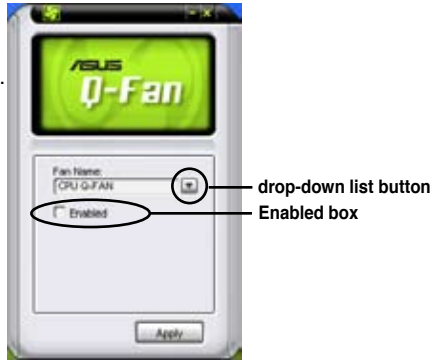 ASUS
Q-Fan
.
Fan Name:
CPU Q-FAN
drop-down list button
Enabled
Enabled box
Apply